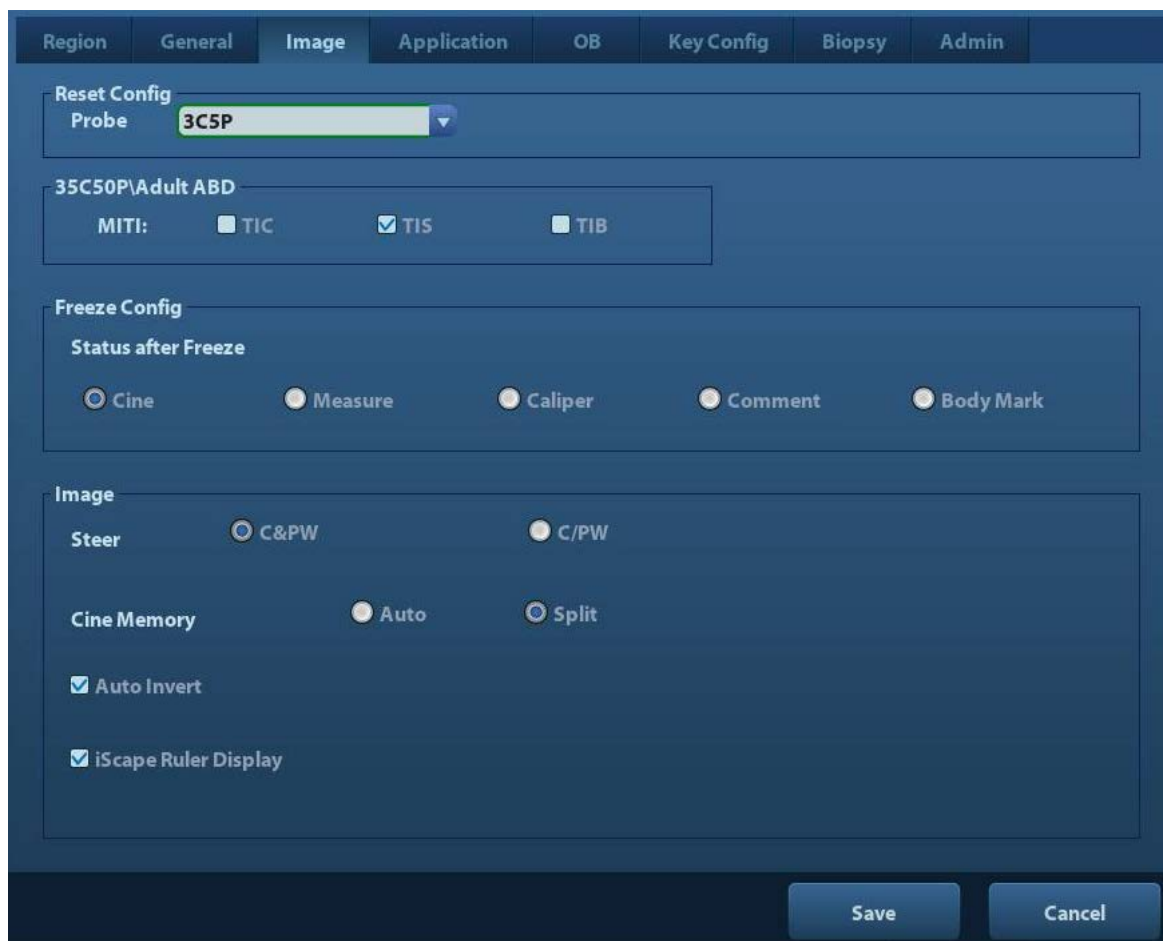 Region General Image Application OB Key Config Biopsy Admin
Reset Config
Probe 3C5P
35C50P\Adult ABD
MITI: TIC TIS TIB
Freeze Config
Status after Freeze
Cine Measure Caliper Comment Body Mark
Image
Steer C&PW C/PW
Cine Memory Auto Split
Auto Invert
iScape Ruler Display
Save Cancel